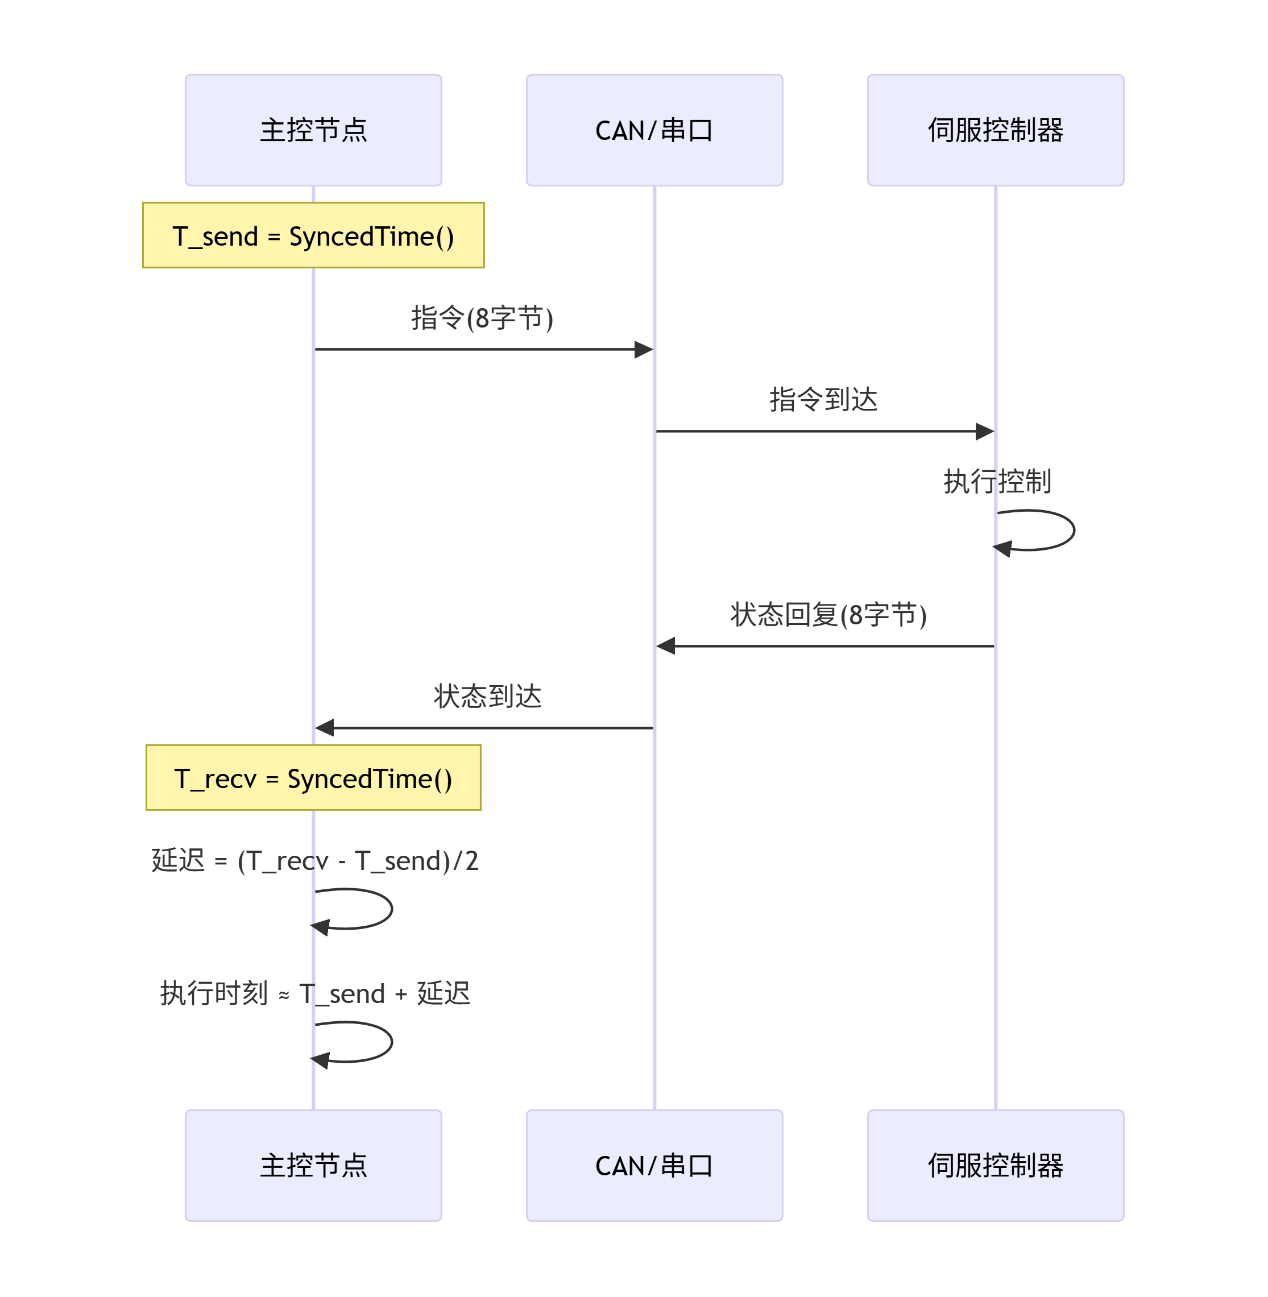 主控节点
CAN/串口
伺服控制器
T_send = SyncedTime()
指令(8字节)
指令到达
执行控制
状态回复(8字节)
状态到达
T_recv = SyncedTime()
延迟 = (T_recv - T_send)/2
执行时刻 ≈ T_send + 延迟
主控节点
CAN/串口
伺服控制器